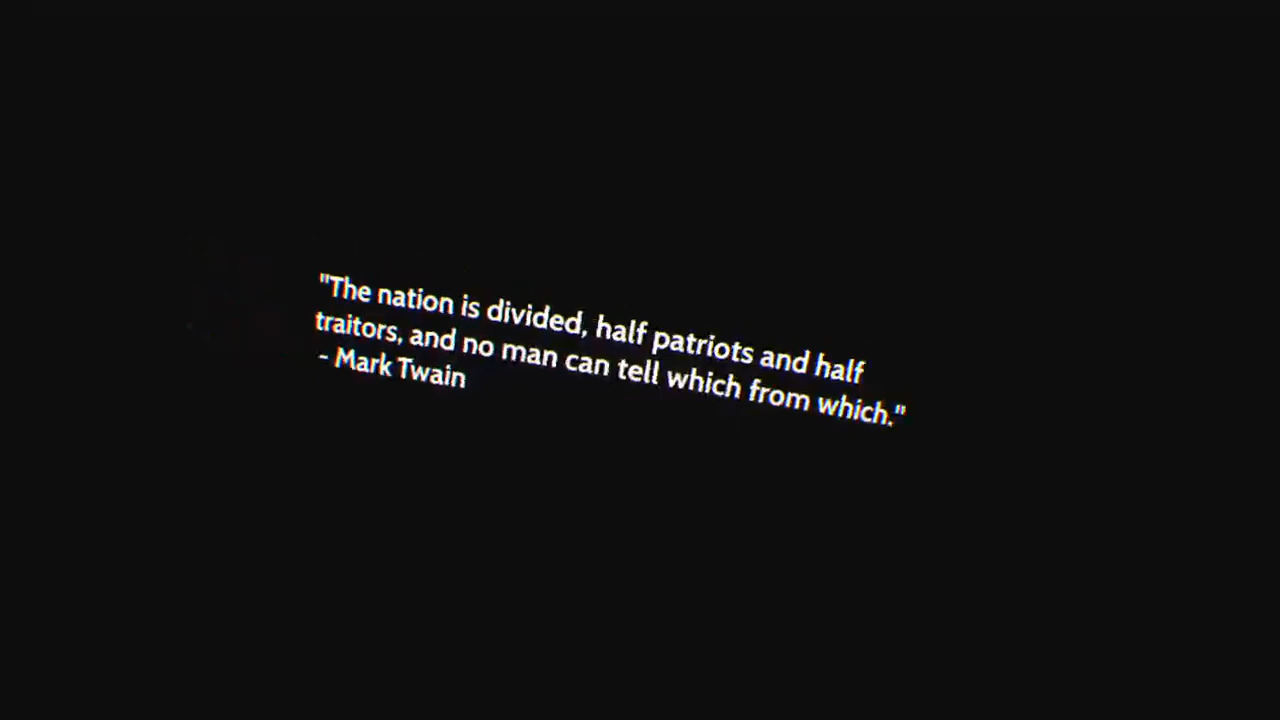 "The nation is divided, half patriots and half
traitors, and no man can tell which from which."
- Mark Twain